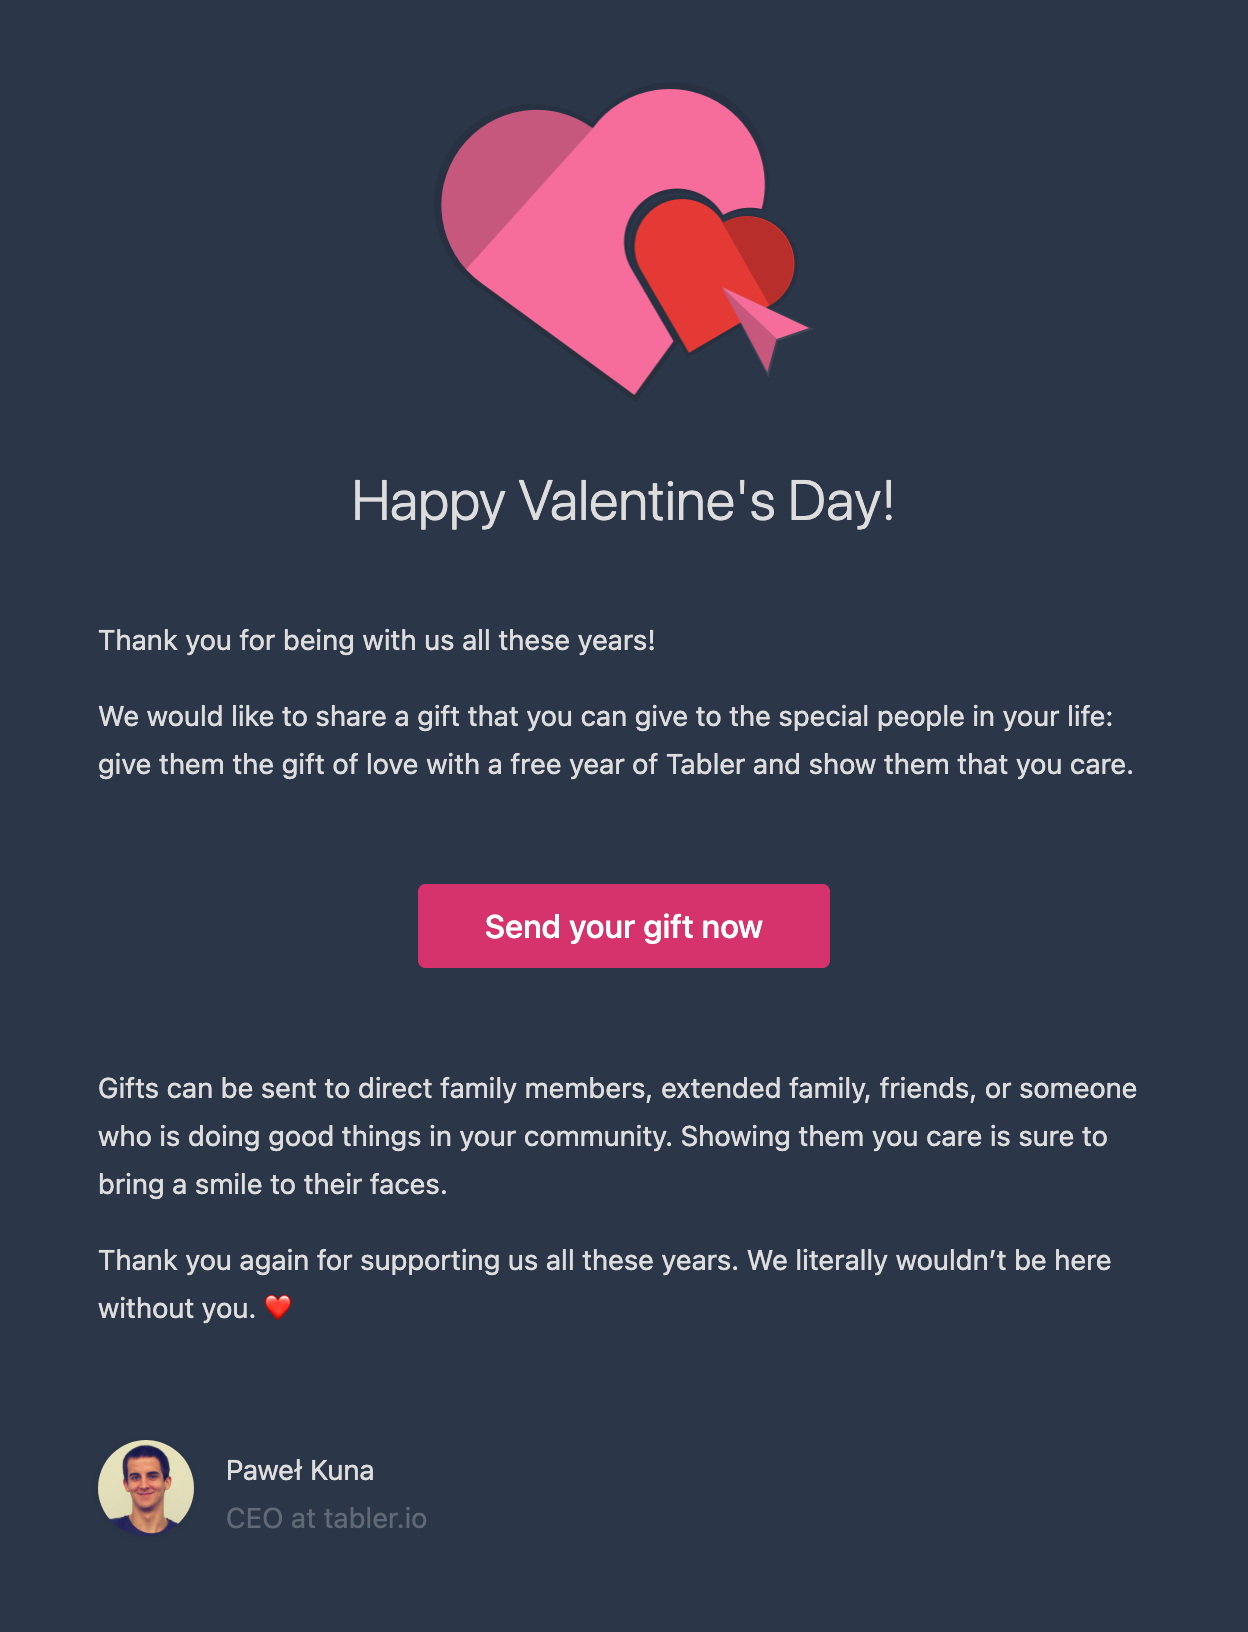 Happy Valentine's Day!
Thank you for being with us all these years!
We would like to share a gift that you can give to the special people in your life:
give them the gift of love with a free year of Tabler and show them that you care.
Send your gift now
Gifts can be sent to direct family members, extended family, friends, or someone
who is doing good things in your community. Showing them you care is sure to
bring a smile to their faces.
Thank you again for supporting us all these years. We literally wouldn’t be here
without you. ❤️
Paweł Kuna
CEO at tabler.io